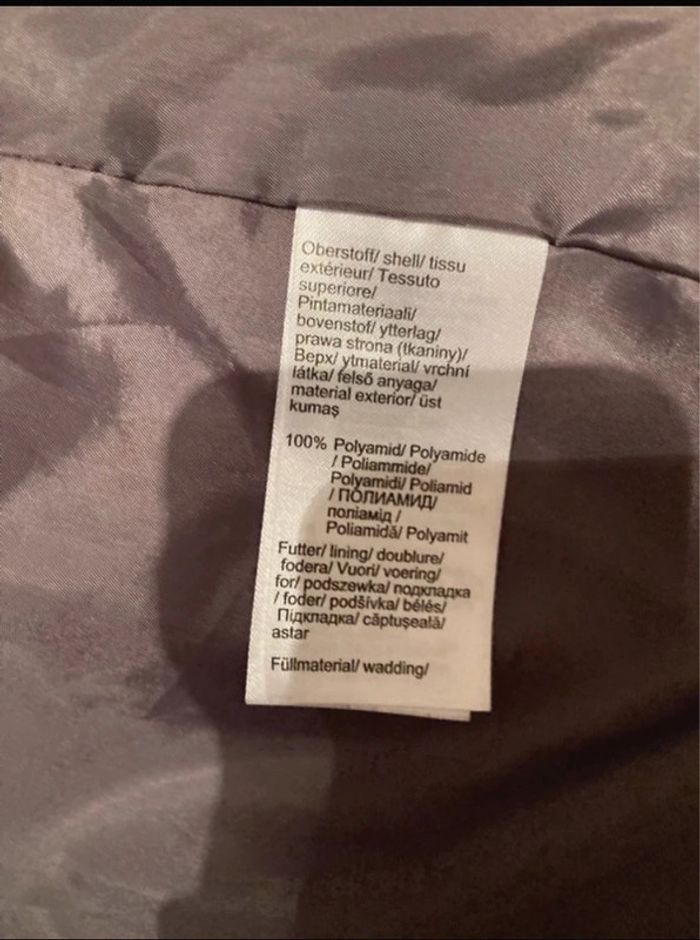 Oberstoff/ shell/ tissu
extérieur/ Tessuto
superiore/
Pintamateriaali/
bovenstof/ ytterlag/
prawa strona (tkaniny)/
Верх/ ytmaterial/ vrchní
látka/ felső anyaga/
material exterior/ üst
kumaş
100% Polyamid/ Polyamide
/ Poliammide/
Polyamidi/ Poliamid
/ ПОЛИАМИД/
поліамід /
Poliamidă/ Polyamit
Futter/ lining/ doublure/
fodera/ Vuori/ voering/
for/ podszewka/ подкладка
/ foder/ podšívka/ bélés/
Підкладка/ căptuşeală/
astar
Füllmaterial/ wadding/